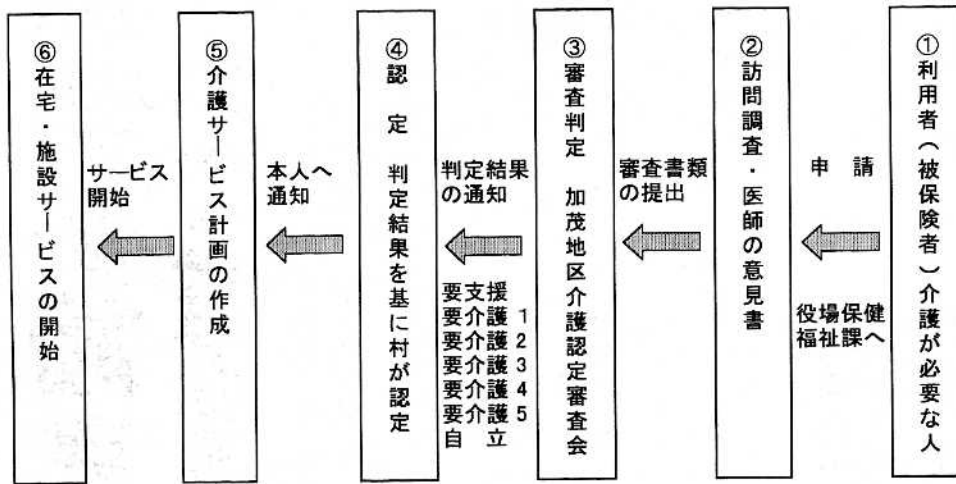 ①利用者(被保険者)介護が必要な人
申　請
役場保健
福祉課へ
②訪問調査・医師の意見書
審査書類
の提出
③審査判定　加茂地区介護認定審査会
判定結果
の通知
要支援
要介護1
要介護2
要介護3
要介護4
要介護5
自　立
④認　定　判定結果を基に村が認定
本人へ
通知
⑤介護サービス計画の作成
サービス
開始
⑥在宅・施設サービスの開始